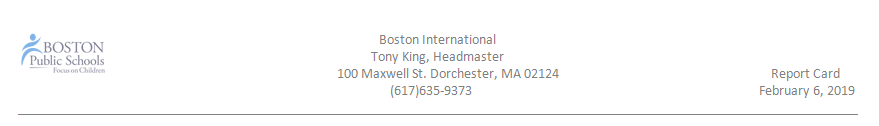 BOSTON
Public Schools
Focus on Children
Boston International
Tony King, Headmaster
100 Maxwell St. Dorchester, MA 02124
(617)635-9373
Report Card
February 6, 2019